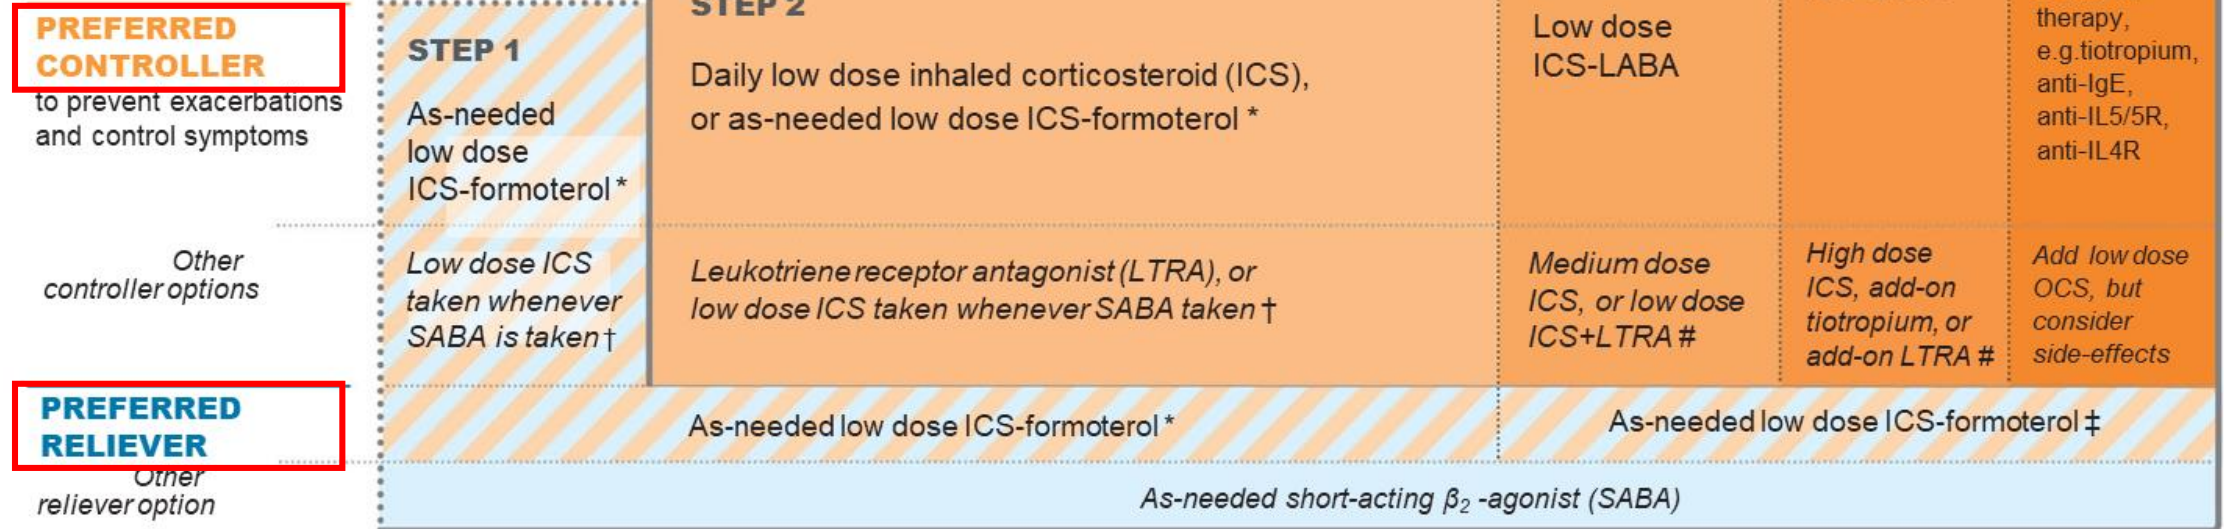 PREFERRED
CONTROLLER
to prevent exacerbations
and control symptoms
STEP 1
As-needed
low dose
ICS-formoterol *
STEP 2
Daily low dose inhaled corticosteroid (ICS),
or as-needed low dose ICS-formoterol *
Low dose
ICS-LABA
therapy,
e.g.tiotropium,
anti-IgE,
anti-IL5/5R,
anti-IL4R
Other
controller options
Low dose ICS
taken whenever
SABA is taken †
Leukotriene receptor antagonist (LTRA), or
low dose ICS taken whenever SABA taken †
Medium dose
ICS, or low dose
ICS+LTRA #
High dose
ICS, add-on
tiotropium, or
add-on LTRA #
Add low dose
OCS, but
consider
side-effects
PREFERRED
RELIEVER
As-needed low dose ICS-formoterol *
As-needed low dose ICS-formoterol ‡
Other
reliever option
As-needed short-acting β₂ -agonist (SABA)